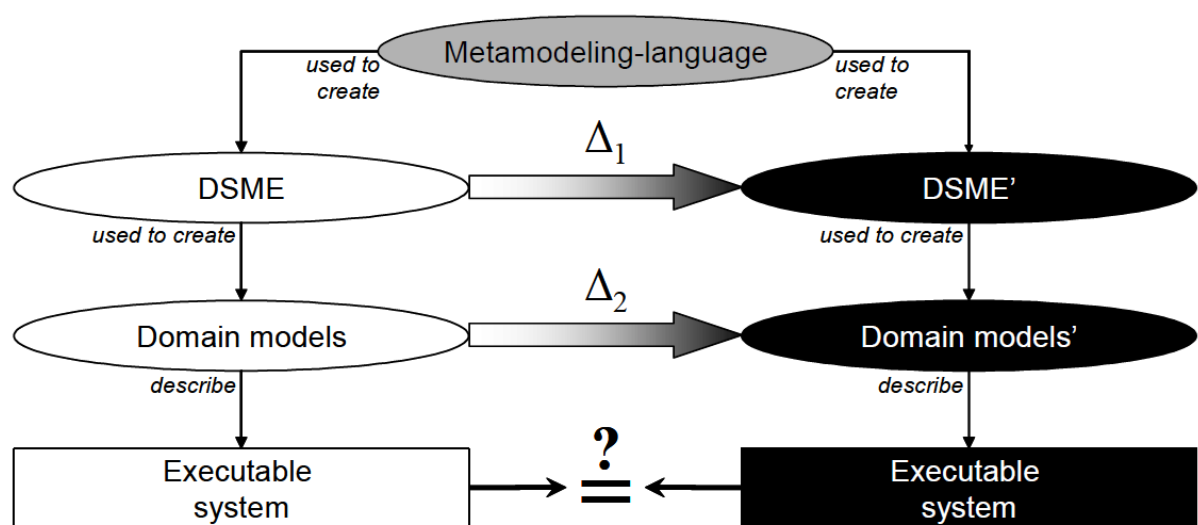 Metamodeling-language
used to
create
used to
create
Δ1
DSME
DSME’
used to create
used to create
Δ2
Domain models
Domain models’
describe
describe
?
=
Executable
system
Executable
system